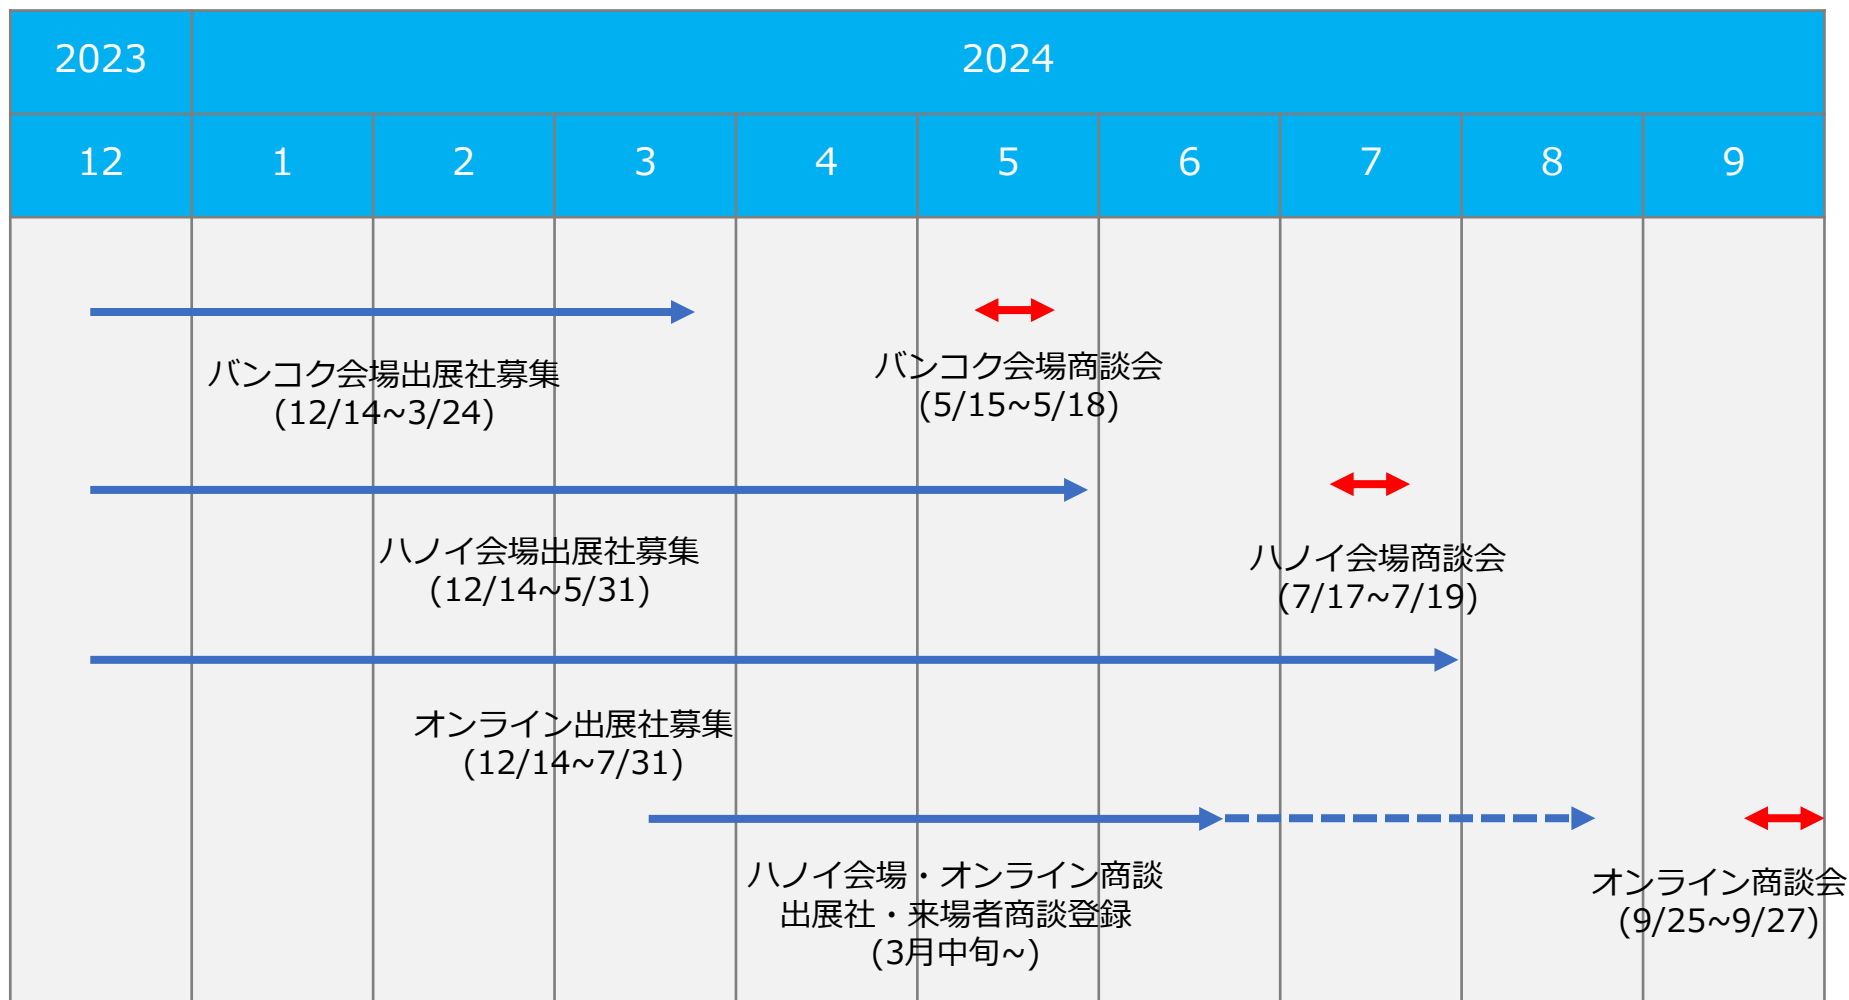 2023
2024
12
1
2
3
4
5
6
7
8
9
バンコク会場出展社募集
(12/14~3/24)
バンコク会場商談会
(5/15~5/18)
ハノイ会場出展社募集
(12/14~5/31)
ハノイ会場商談会
(7/17~7/19)
オンライン出展社募集
(12/14~7/31)
ハノイ会場・オンライン商談
出展社・来場者商談登録
(3月中旬~)
オンライン商談会
(9/25~9/27)